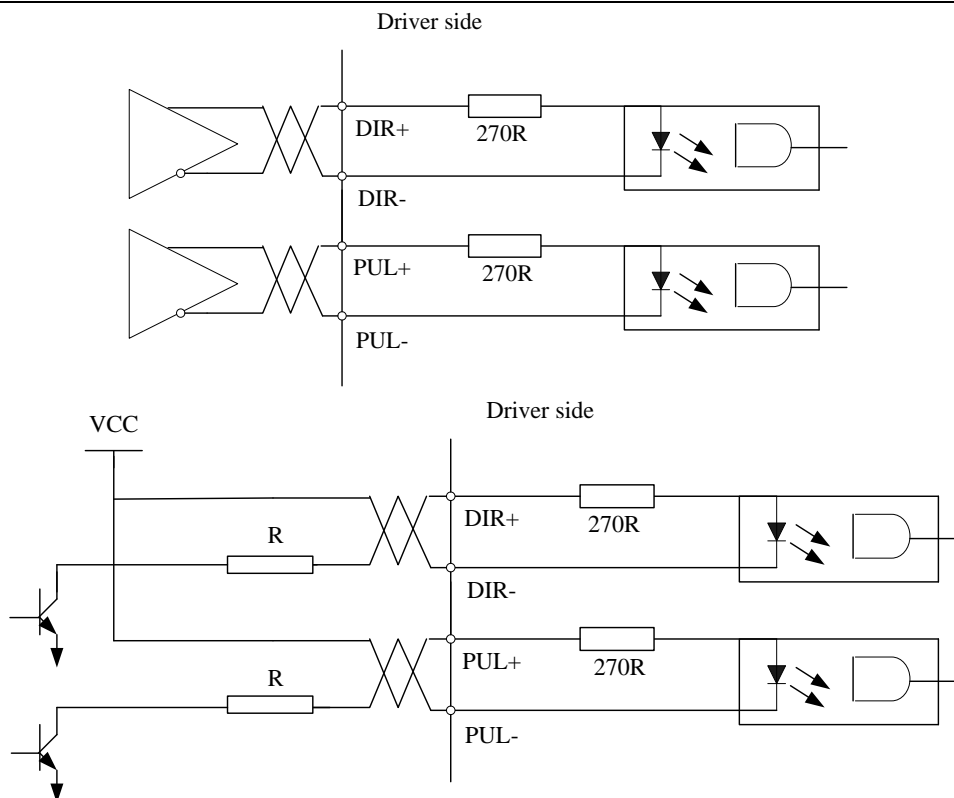 Driver side
DIR+
270R
DIR-
PUL+
270R
PUL-
Driver side
VCC
DIR+
270R
R
DIR-
PUL+
270R
R
PUL-